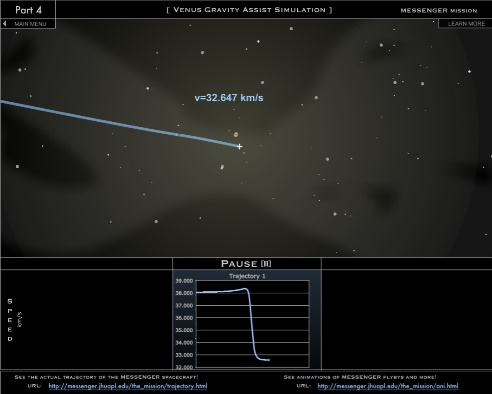 Part 4
[ Venus Gravity Assist Simulation ]
MESSENGER mission
MAIN MENU
LEARN MORE
v=32.647 km/s
Pause [II]
Trajectory 1
39.000
38.000
37.000
36.000
35.000
34.000
33.000
32.000
SPEED
km/s
See the actual trajectory of the MESSENGER spacecraft!
URL: http://messenger.jhuapl.edu/the_mission/trajectory.html
See animations of MESSENGER flybys and more!
URL: http://messenger.jhuapl.edu/the_mission/ani.html